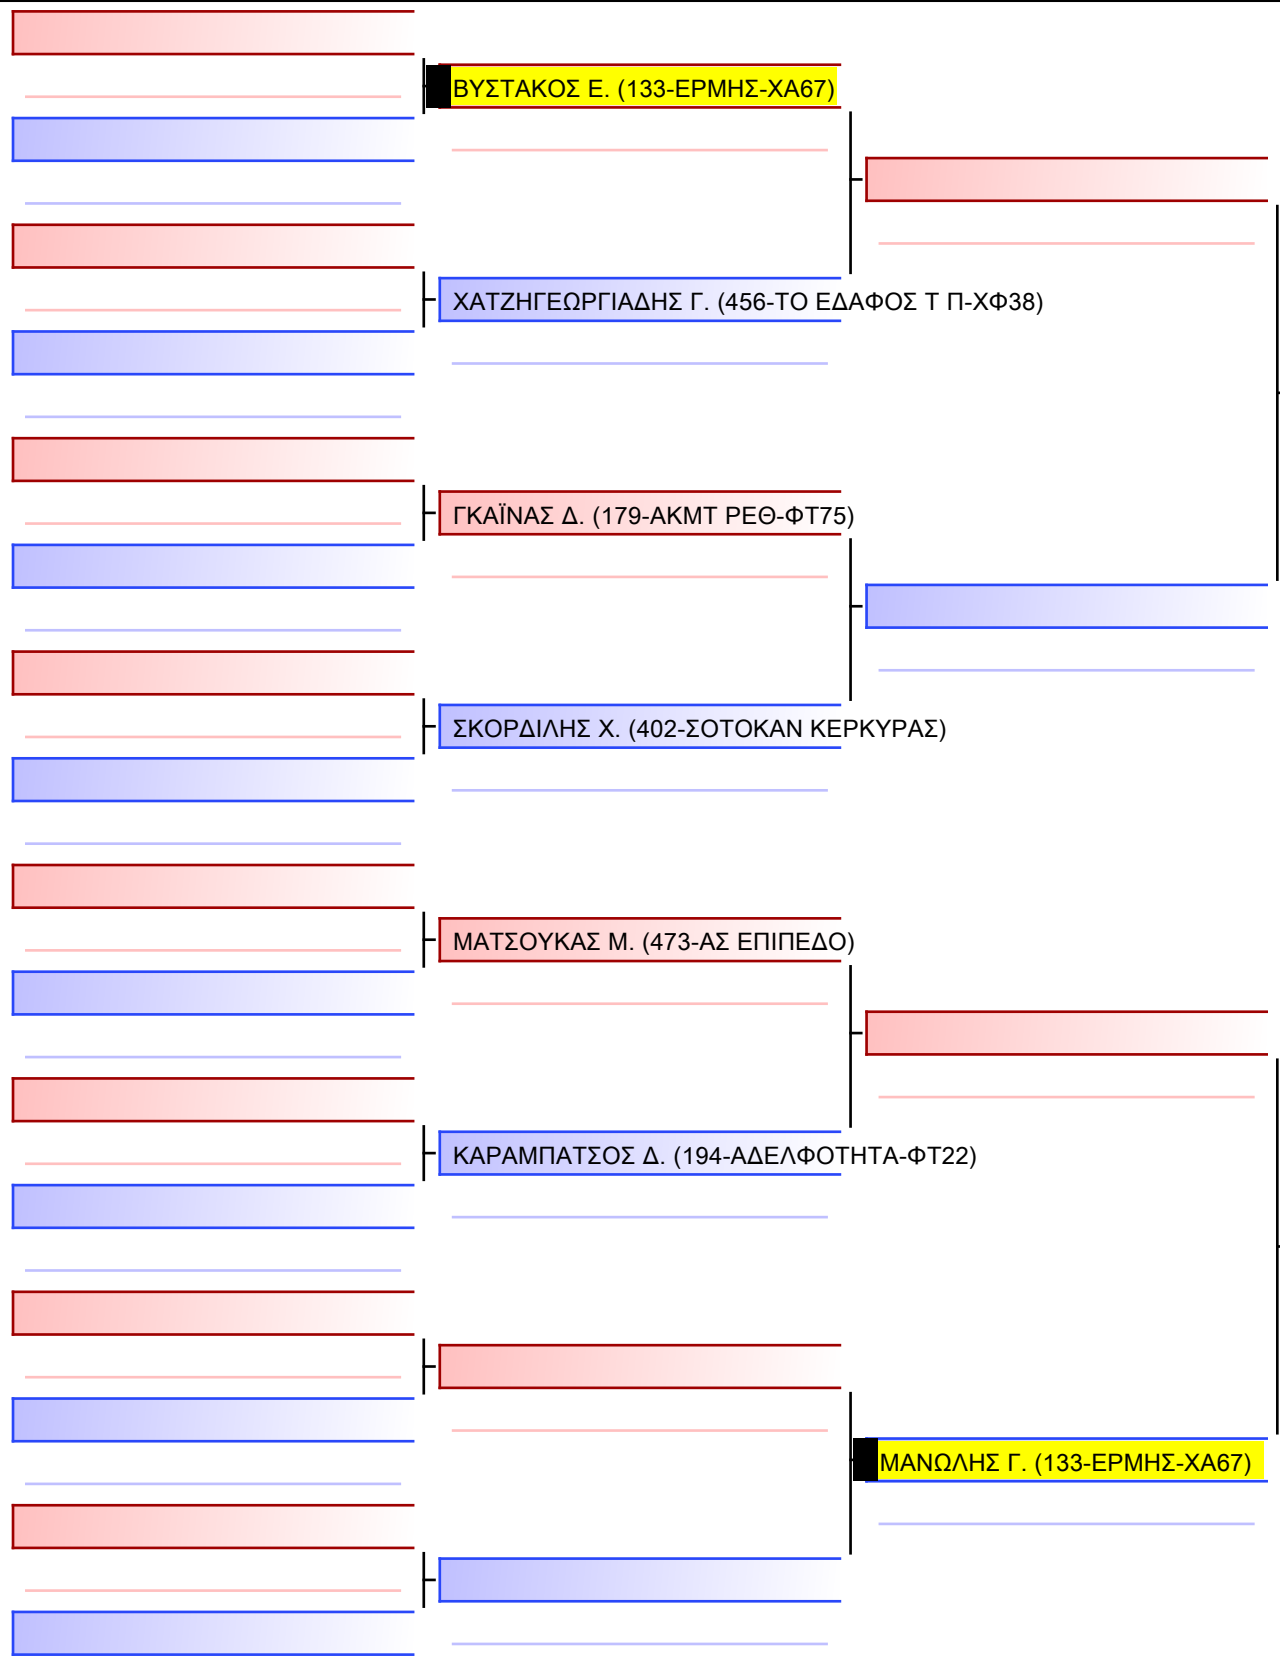 ΒΥΣΤΑΚΟΣ Ε. (133-ΕΡΜΗΣ-ΧΑ67)
ΧΑΤΖΗΓΕΩΡΓΙΑΔΗΣ Γ. (456-ΤΟ ΕΔΑΦΟΣ Τ Π-ΧΦ38)
ΓΚΑΪΝΑΣ Δ. (179-ΑΚΜΤ ΡΕΘ-ΦΤ75)
ΣΚΟΡΔΙΛΗΣ Χ. (402-ΣΟΤΟΚΑΝ ΚΕΡΚΥΡΑΣ)
ΜΑΤΣΟΥΚΑΣ Μ. (473-ΑΣ ΕΠΙΠΕΔΟ)
ΚΑΡΑΜΠΑΤΣΟΣ Δ. (194-ΑΔΕΛΦΟΤΗΤΑ-ΦΤ22)
ΜΑΝΩΛΗΣ Γ. (133-ΕΡΜΗΣ-ΧΑ67)